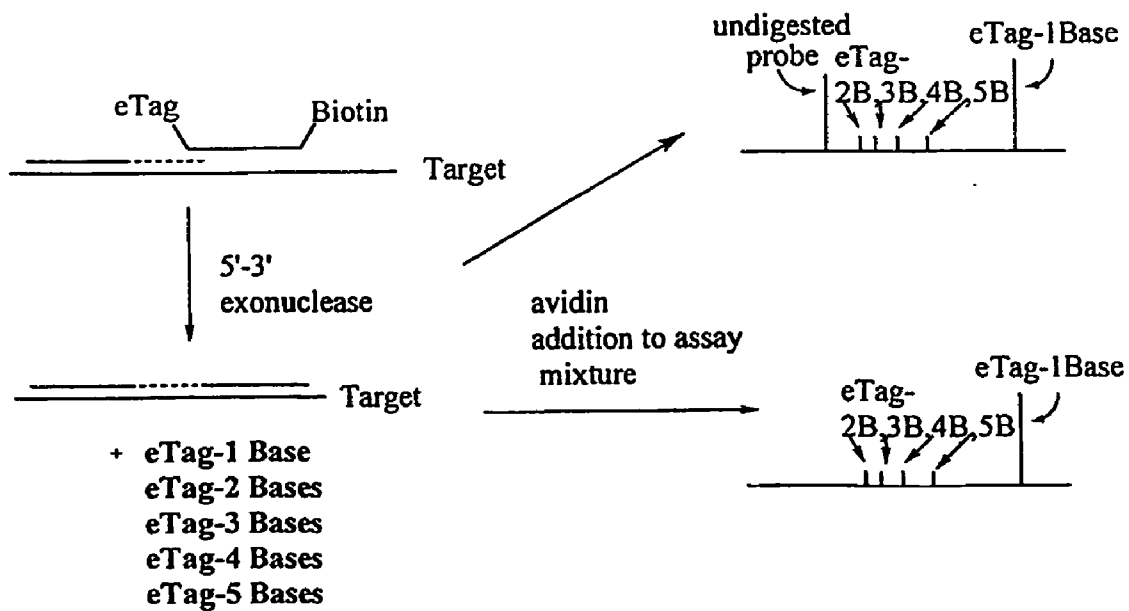 eTag
Biotin
Target
5'-3'
exonuclease
Target
+ eTag-1 Base
eTag-2 Bases
eTag-3 Bases
eTag-4 Bases
eTag-5 Bases
undigested
probe
eTag-
2B,3B,4B,5B
eTag-1Base
avidin
addition to assay
mixture
eTag-
2B,3B,4B,5B
eTag-1Base